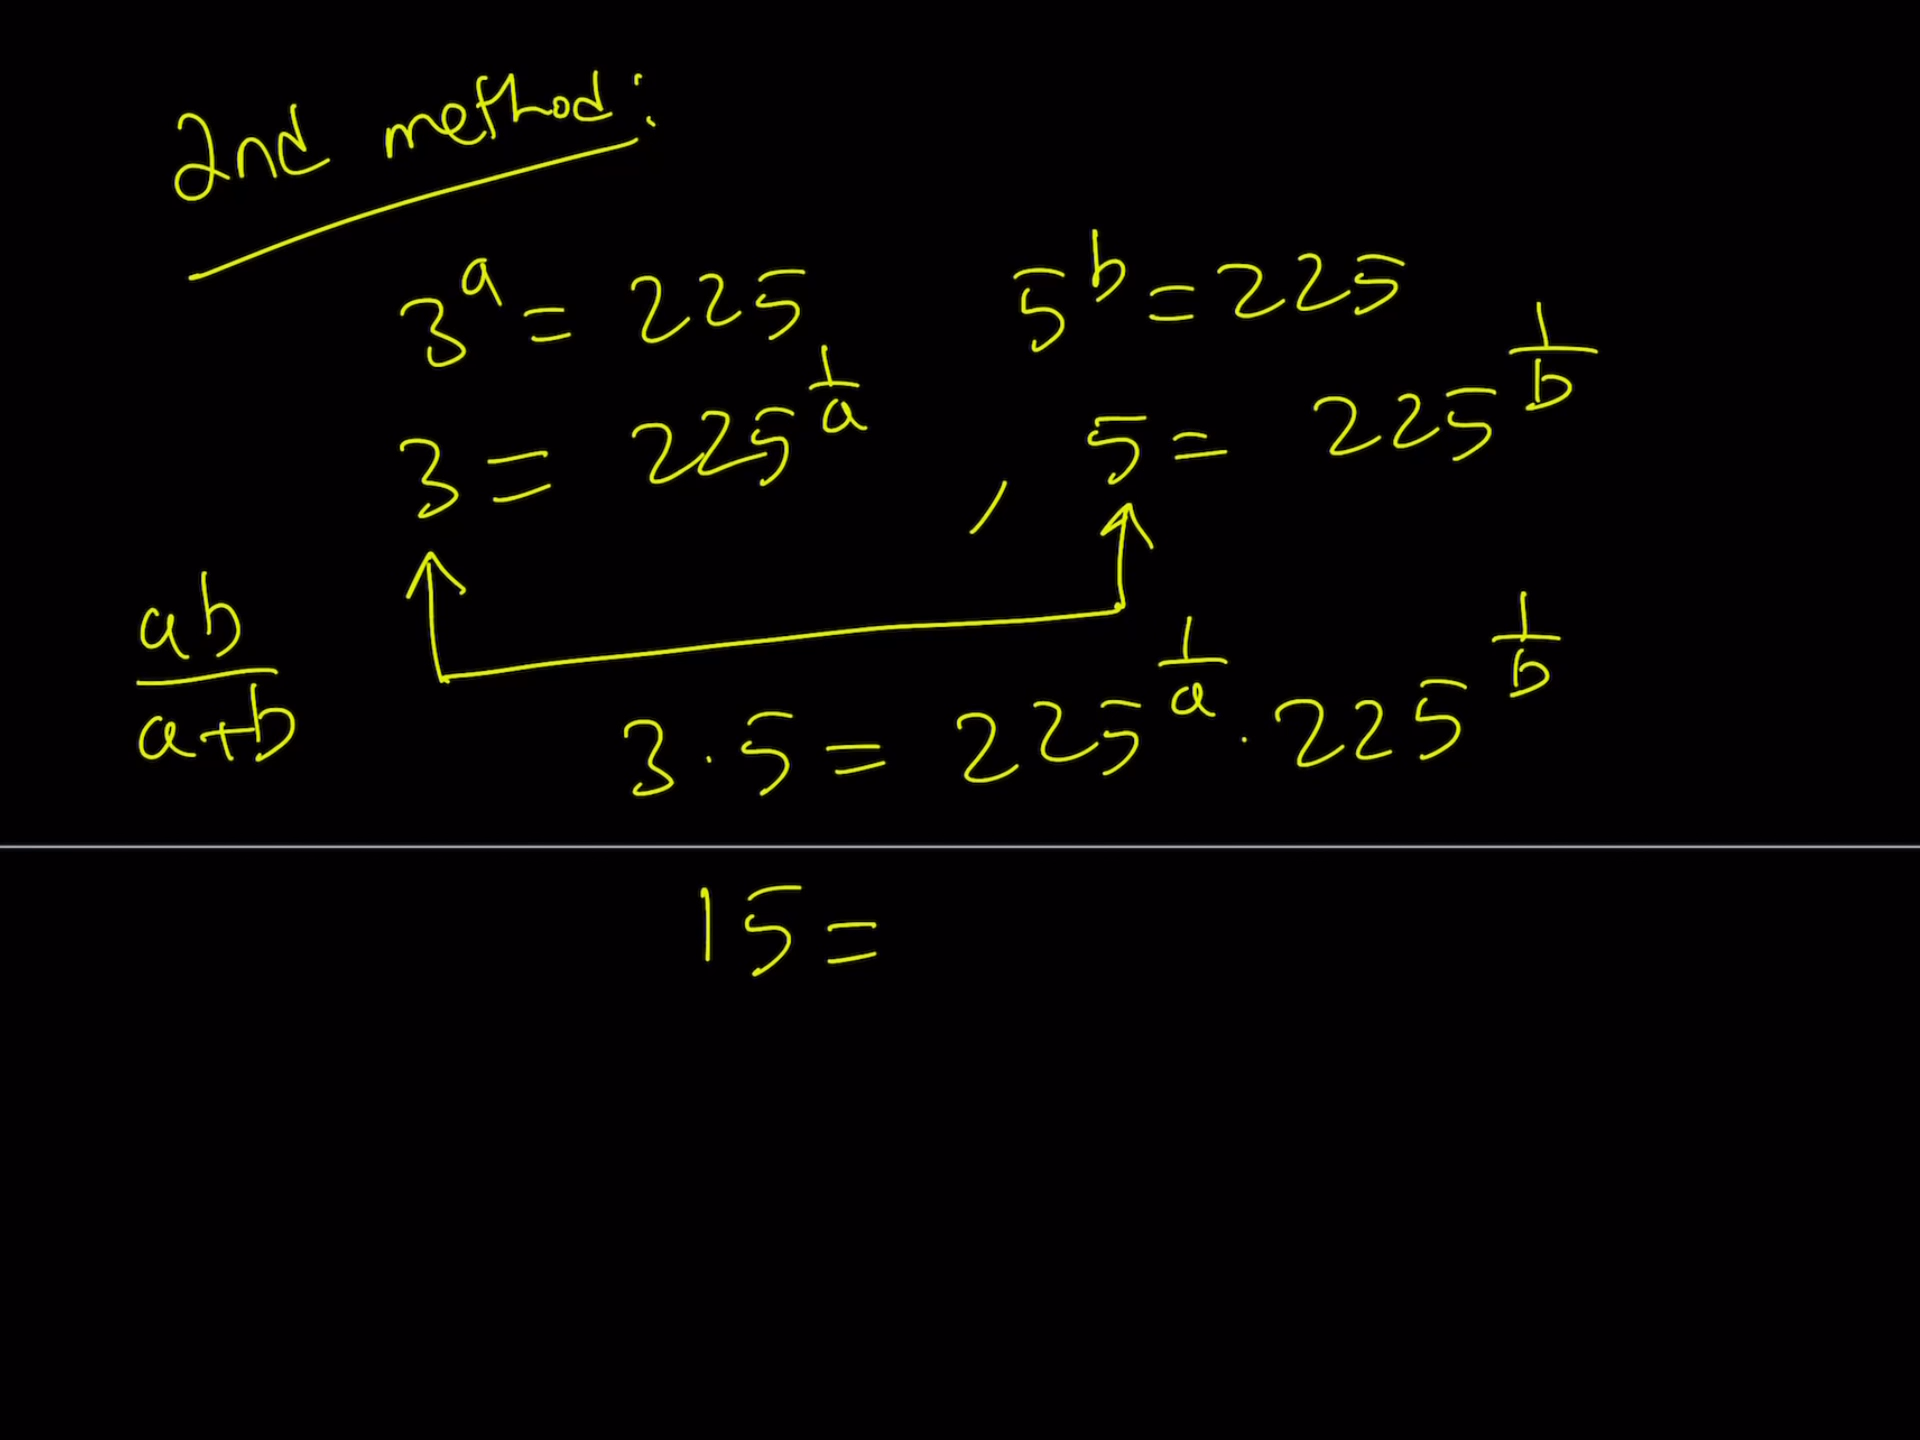 2nd method:
3^a = 225    5^b = 225
3 = 225^(1/a) , 5 = 225^(1/b)
ab/(a+b)
3·5 = 225^(1/a) · 225^(1/b)
15 =